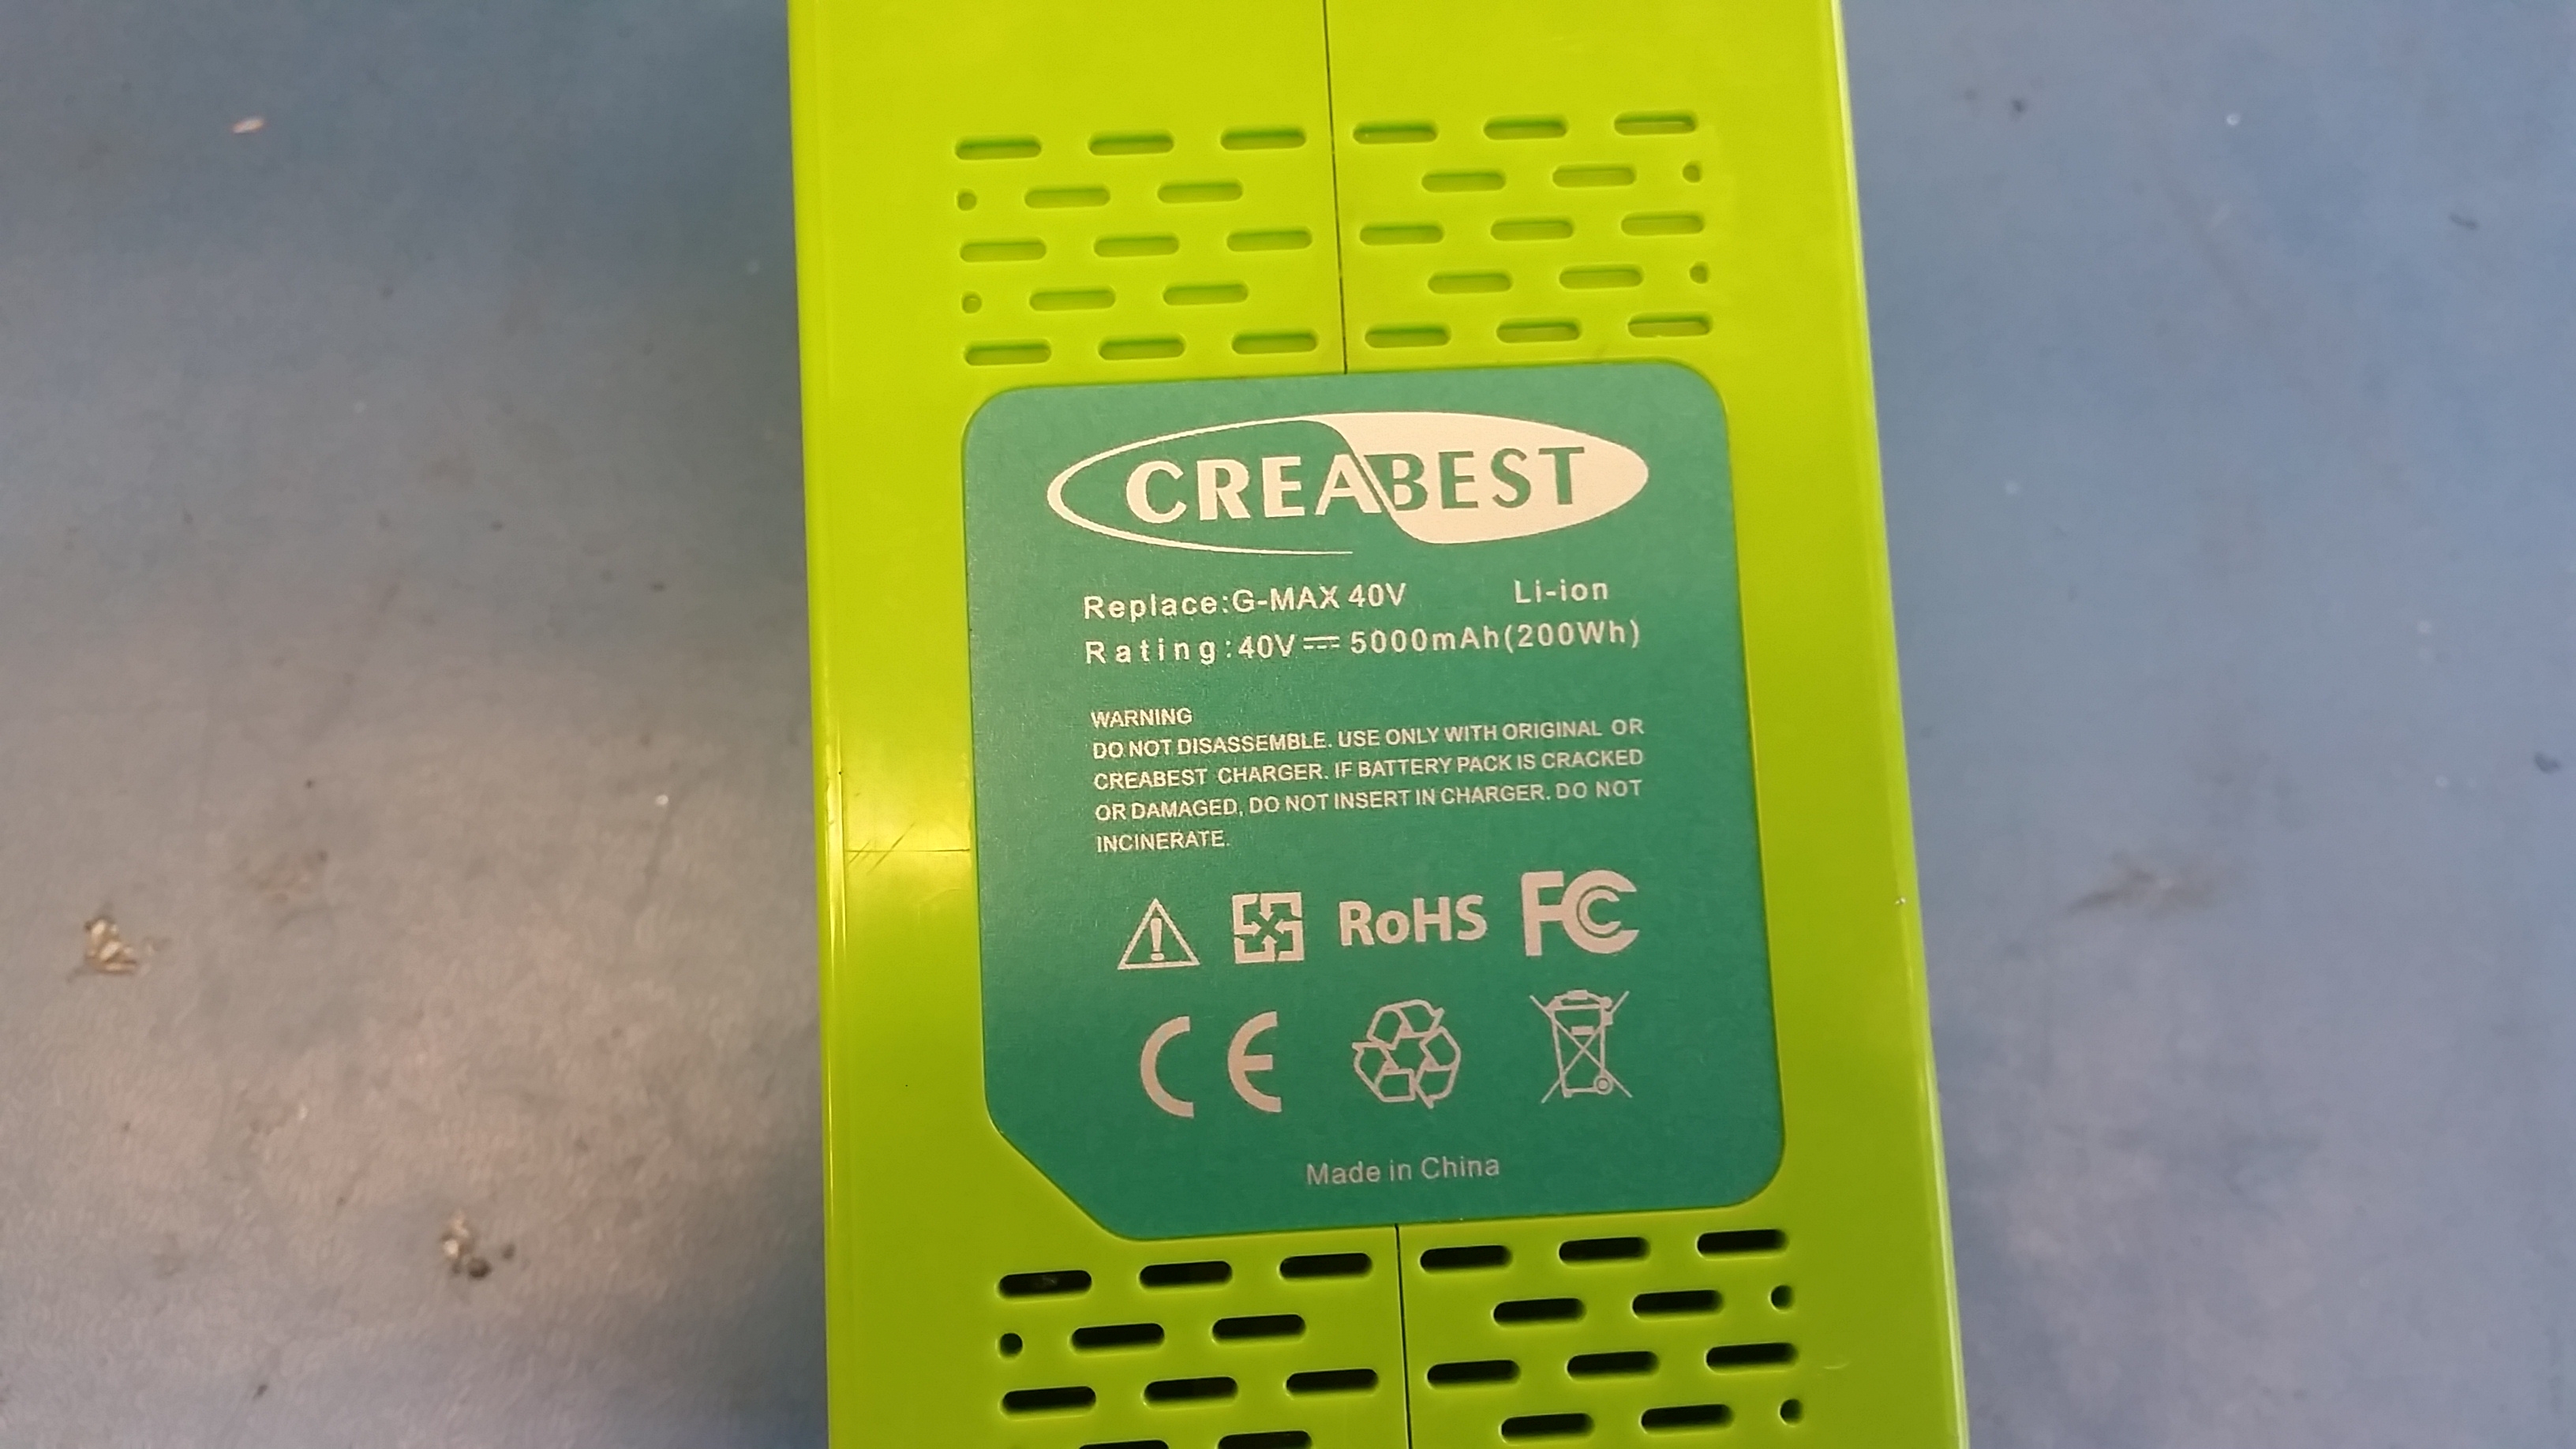 CREABEST
Replace:G-MAX 40V Li-ion
Rating:40V⎓5000mAh(200Wh)
WARNING
DO NOT DISASSEMBLE. USE ONLY WITH ORIGINAL OR
CREABEST CHARGER. IF BATTERY PACK IS CRACKED
OR DAMAGED, DO NOT INSERT IN CHARGER. DO NOT
INCINERATE.
RoHS FC
CE
Made in China